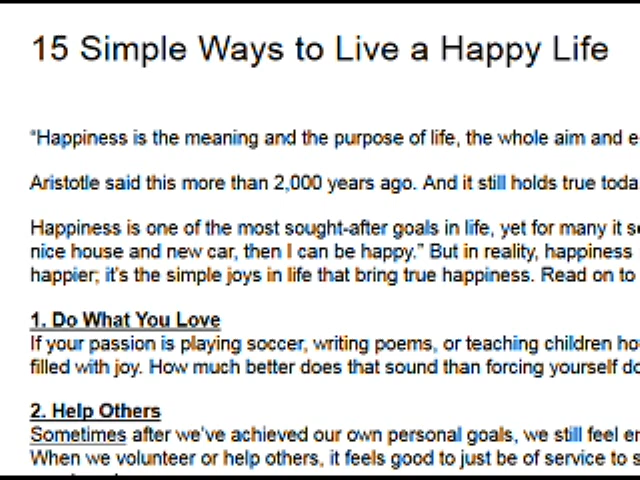 15 Simple Ways to Live a Happy Life
"Happiness is the meaning and the purpose of life, the whole aim and e
Aristotle said this more than 2,000 years ago. And it still holds true toda
Happiness is one of the most sought-after goals in life, yet for many it s
nice house and new car, then I can be happy.” But in reality, happiness
happier; it's the simple joys in life that bring true happiness. Read on to
1. Do What You Love
If your passion is playing soccer, writing poems, or teaching children ho
filled with joy. How much better does that sound than forcing yourself do
2. Help Others
Sometimes after we've achieved our own personal goals, we still feel e
When we volunteer or help others, it feels good to just be of service to s